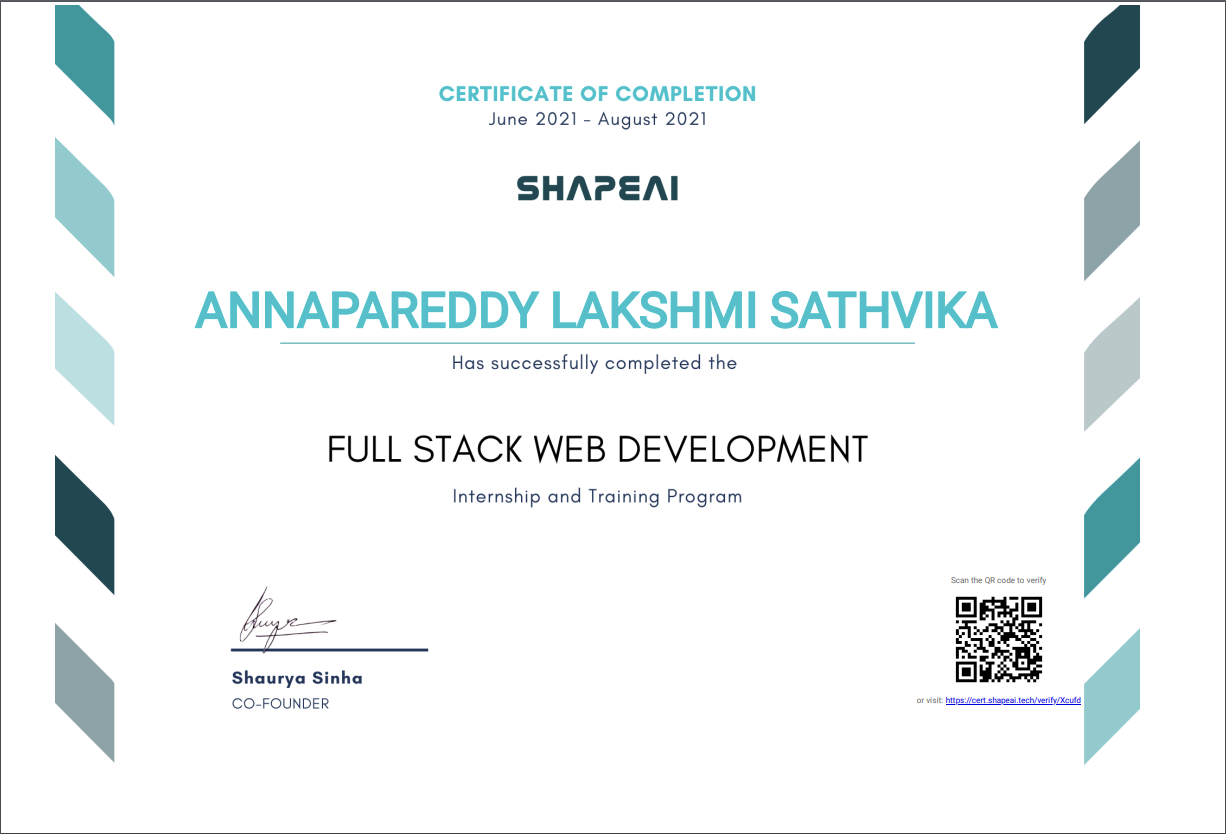 CERTIFICATE OF COMPLETION
June 2021 - August 2021
SHAPEAI
ANNAPAREDDY LAKSHMI SATHVIKA
Has successfully completed the
FULL STACK WEB DEVELOPMENT
Internship and Training Program
Scan the QR code to verify
Shaurya Sinha
CO-FOUNDER
or visit: https://cert.shapeai.tech/verify/Xcufd